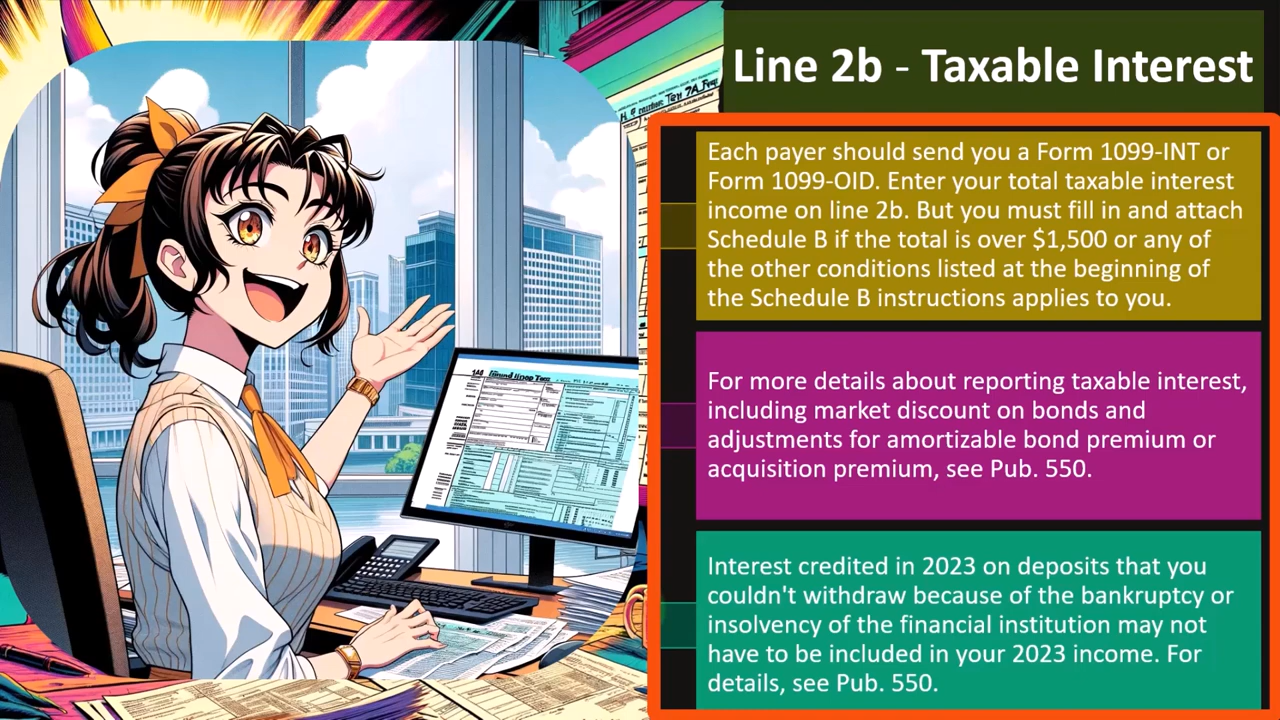 Line 2b - Taxable Interest
Each payer should send you a Form 1099-INT or
Form 1099-OID. Enter your total taxable interest
income on line 2b. But you must fill in and attach
Schedule B if the total is over $1,500 or any of
the other conditions listed at the beginning of
the Schedule B instructions applies to you.
For more details about reporting taxable interest,
including market discount on bonds and
adjustments for amortizable bond premium or
acquisition premium, see Pub. 550.
Interest credited in 2023 on deposits that you
couldn't withdraw because of the bankruptcy or
insolvency of the financial institution may not
have to be included in your 2023 income. For
details, see Pub. 550.